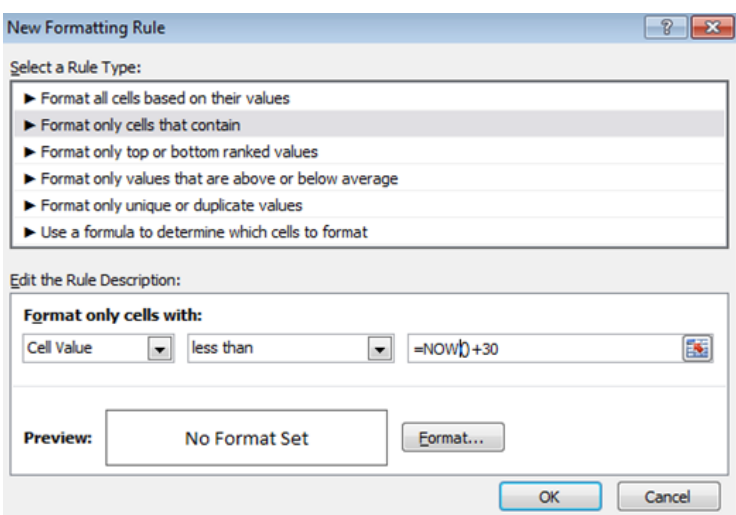 New Formatting Rule
Select a Rule Type:
► Format all cells based on their values
► Format only cells that contain
► Format only top or bottom ranked values
► Format only values that are above or below average
► Format only unique or duplicate values
► Use a formula to determine which cells to format
Edit the Rule Description:
Format only cells with:
Cell Value less than =NOW()+30
Preview: No Format Set Format...
OK Cancel